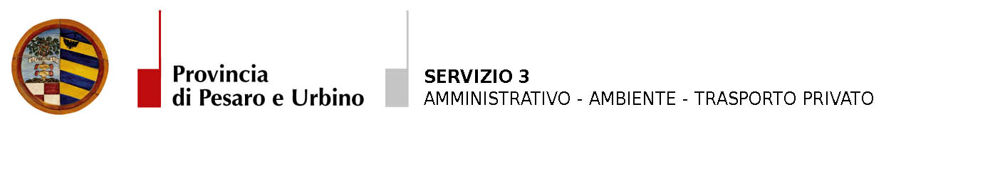 Provincia
di Pesaro e Urbino
SERVIZIO 3
AMMINISTRATIVO - AMBIENTE - TRASPORTO PRIVATO